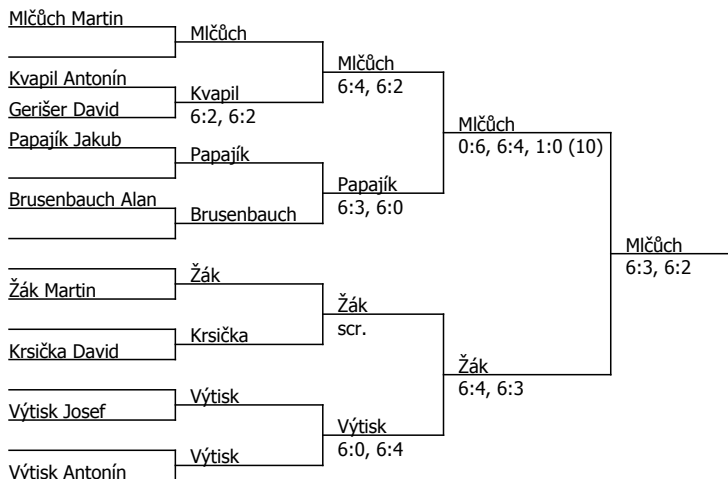 Mlčůch Martin
Kvapil Antonín
Gerišer David
Papajík Jakub
Brusenbauch Alan
Žák Martin
Krsička David
Výtisk Josef
Výtisk Antonín
Mlčůch
Kvapil
6:2, 6:2
Papajík
Brusenbauch
Žák
Krsička
Výtisk
Výtisk
Mlčůch
6:4, 6:2
Papajík
6:3, 6:0
Žák
scr.
Výtisk
6:0, 6:4
Mlčůch
0:6, 6:4, 1:0 (10)
Žák
6:4, 6:3
Mlčůch
6:3, 6:2